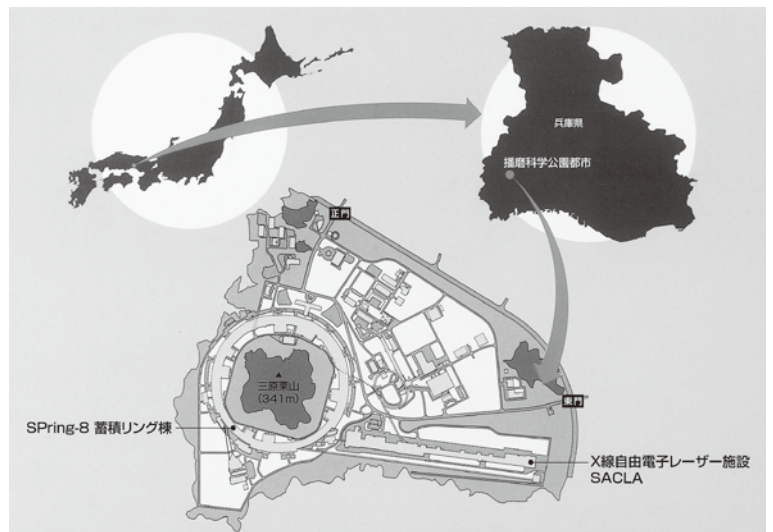 兵庫県
播磨科学公園都市
正門
▲
三原栗山
(341m)
東門
SPring-8 蓄積リング棟
X線自由電子レーザー施設
SACLA